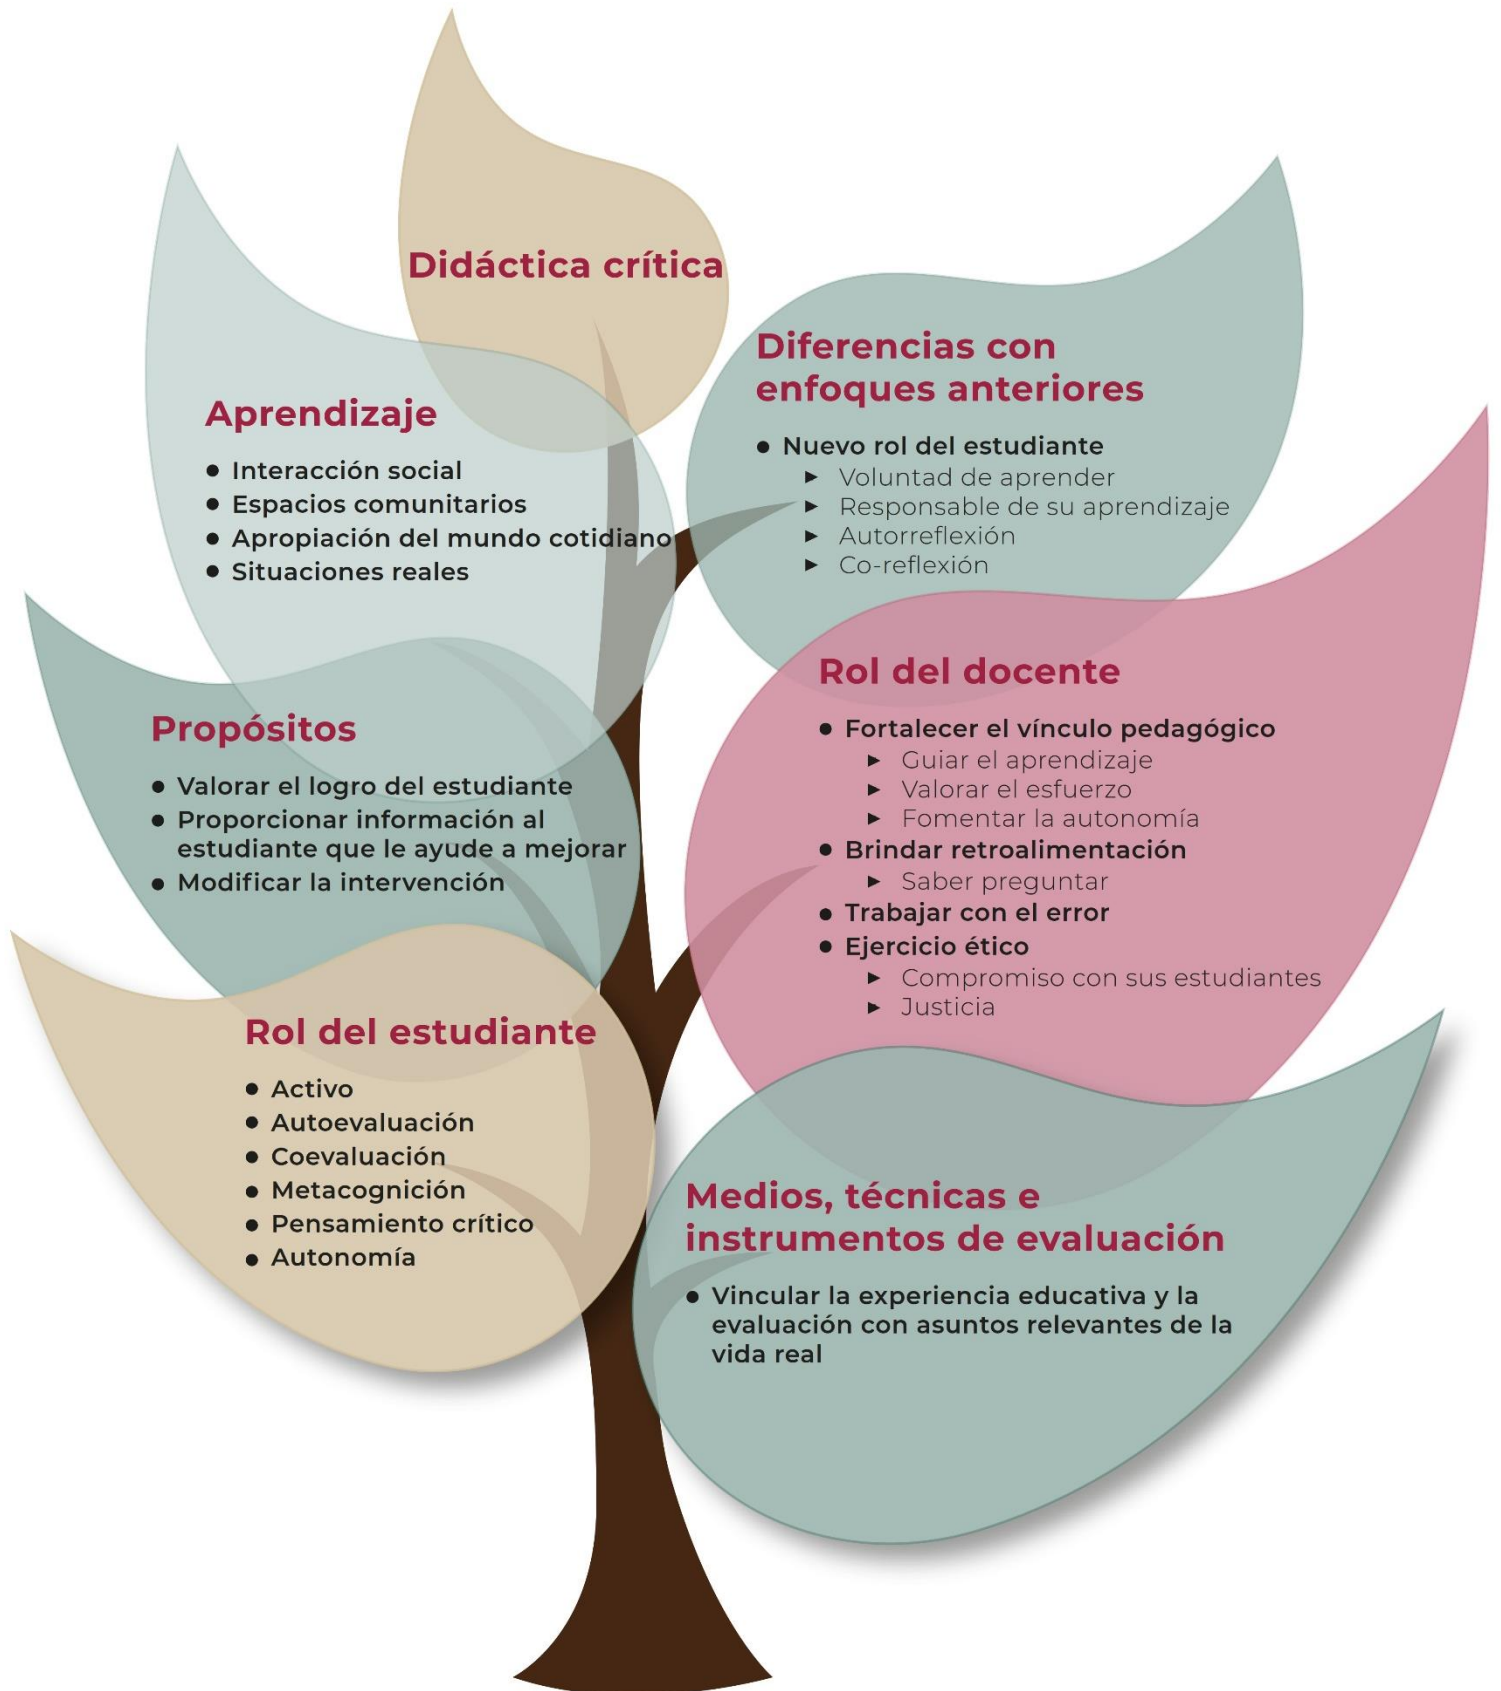 Didáctica crítica
Aprendizaje
● Interacción social
● Espacios comunitarios
● Apropiación del mundo cotidiano
● Situaciones reales
Diferencias con
enfoques anteriores
● Nuevo rol del estudiante
► Voluntad de aprender
► Responsable de su aprendizaje
► Autorreflexión
► Co-reflexión
Propósitos
● Valorar el logro del estudiante
● Proporcionar información al
estudiante que le ayude a mejorar
● Modificar la intervención
Rol del docente
● Fortalecer el vínculo pedagógico
► Guiar el aprendizaje
► Valorar el esfuerzo
► Fomentar la autonomía
● Brindar retroalimentación
► Saber preguntar
● Trabajar con el error
● Ejercicio ético
► Compromiso con sus estudiantes
► Justicia
Rol del estudiante
● Activo
● Autoevaluación
● Coevaluación
● Metacognición
● Pensamiento crítico
● Autonomía
Medios, técnicas e
instrumentos de evaluación
● Vincular la experiencia educativa y la
evaluación con asuntos relevantes de la
vida real